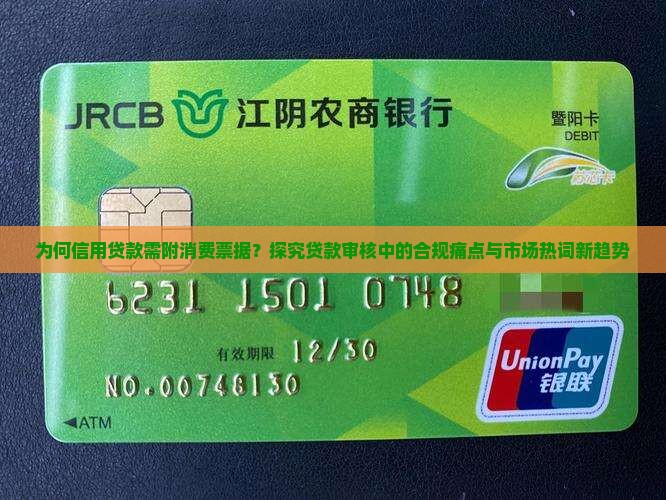 JRCB 江阴农商银行
暨阳卡
DEBIT
为何信用贷款需附消费票据？探究贷款审核中的合规痛点与市场热词新趋势
6231 1501 0748
有效期限 12/30
NO.00748130
UnionPay
银联
◄ATM